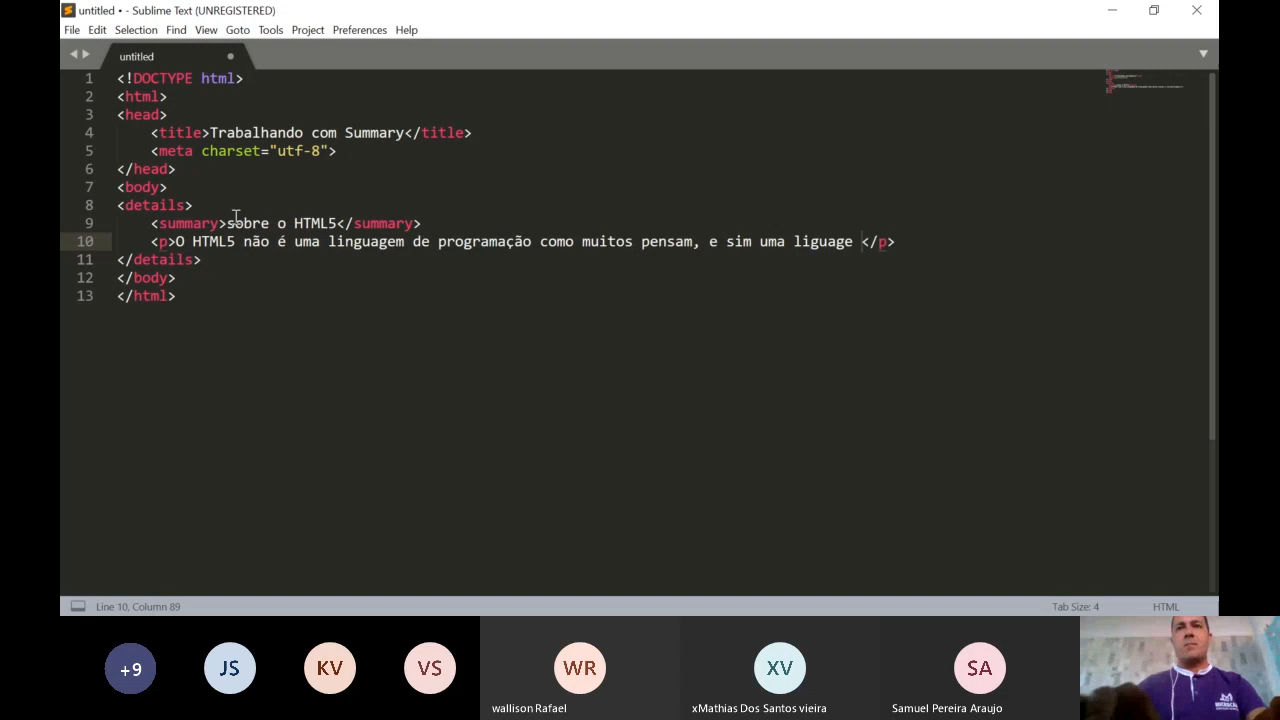 untitled • - Sublime Text (UNREGISTERED)
File Edit Selection Find View Goto Tools Project Preferences Help
untitled
1 <!DOCTYPE html>
2 <html>
3 <head>
4 <title>Trabalhando com Summary</title>
5 <meta charset="utf-8">
6 </head>
7 <body>
8 <details>
9 <summary>sobre o HTML5</summary>
10 <p>O HTML5 não é uma linguagem de programação como muitos pensam, e sim uma liguage </p>
11 </details>
12 </body>
13 </html>
Line 10, Column 89 Tab Size: 4 HTML
+9 JS KV VS WR XV SA
wallison Rafael xMathias Dos Santos vieira Samuel Pereira Araujo